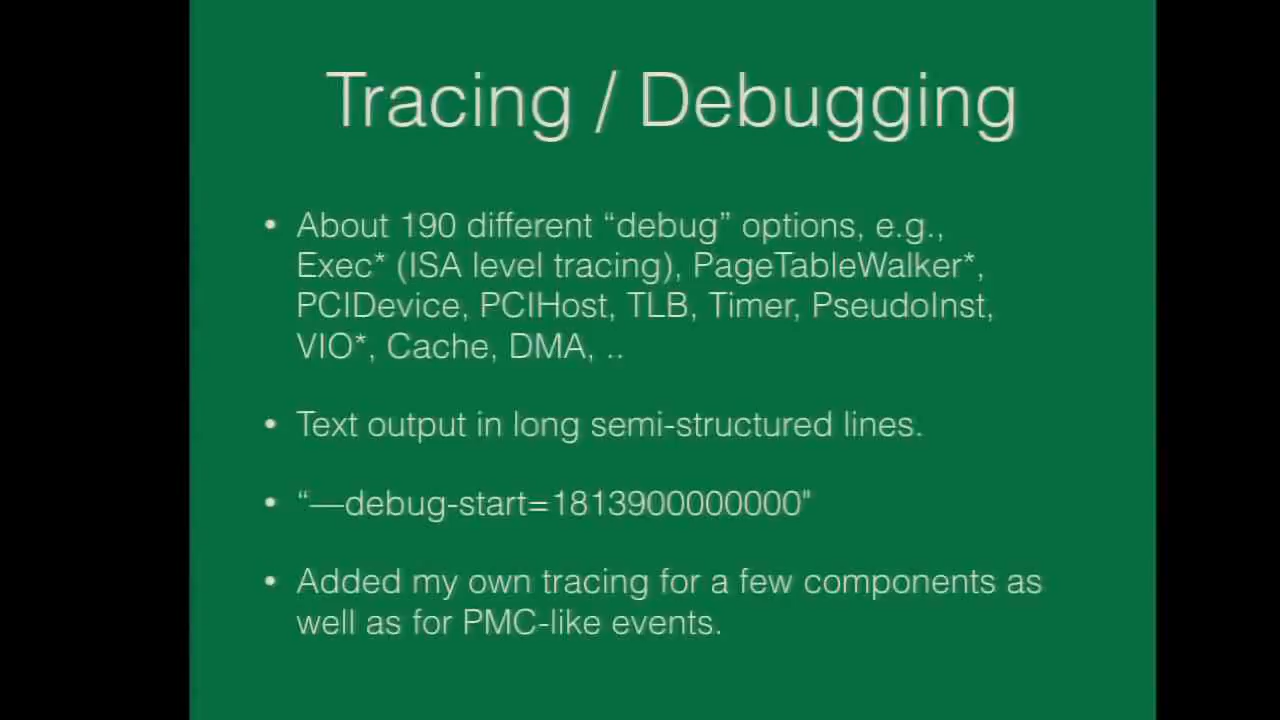 Tracing / Debugging
• About 190 different “debug” options, e.g.,
Exec* (ISA level tracing), PageTableWalker*,
PCIDevice, PCIHost, TLB, Timer, PseudoInst,
VIO*, Cache, DMA, ..
• Text output in long semi-structured lines.
• “—debug-start=1813900000000"
• Added my own tracing for a few components as
well as for PMC-like events.